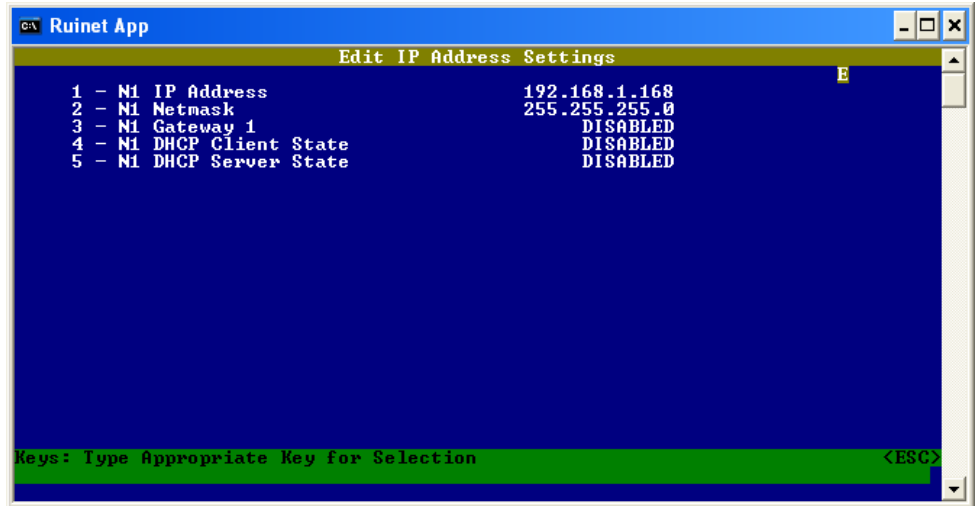 Ruinet App
Edit IP Address Settings
E
1 - N1 IP Address 192.168.1.168
2 - N1 Netmask 255.255.255.0
3 - N1 Gateway 1 DISABLED
4 - N1 DHCP Client State DISABLED
5 - N1 DHCP Server State DISABLED
Keys: Type Appropriate Key for Selection <ESC>